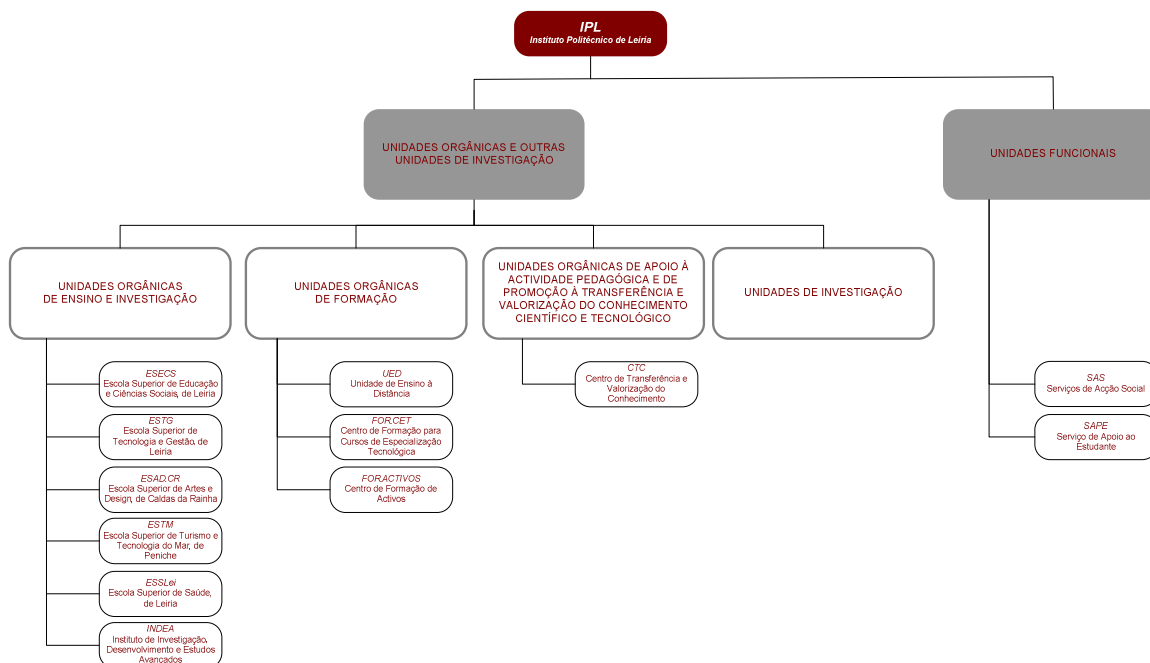 IPL
Instituto Politécnico de Leiria
UNIDADES ORGÂNICAS E OUTRAS
UNIDADES DE INVESTIGAÇÃO
UNIDADES FUNCIONAIS
UNIDADES ORGÂNICAS
DE ENSINO E INVESTIGAÇÃO
UNIDADES ORGÂNICAS
DE FORMAÇÃO
UNIDADES ORGÂNICAS DE APOIO À
ACTIVIDADE PEDAGÓGICA E DE
PROMOÇÃO À TRANSFERÊNCIA E
VALORIZAÇÃO DO CONHECIMENTO
CIENTÍFICO E TECNOLÓGICO
UNIDADES DE INVESTIGAÇÃO
ESECS
Escola Superior de Educação
e Ciências Sociais, de Leiria
ESTG
Escola Superior de
Tecnologia e Gestão, de
Leiria
ESAD.CR
Escola Superior de Artes e
Design, de Caldas da Rainha
ESTM
Escola Superior de Turismo e
Tecnologia do Mar, de
Peniche
ESSLei
Escola Superior de Saúde,
de Leiria
INDEA
Instituto de Investigação,
Desenvolvimento e Estudos
Avançados
UED
Unidade de Ensino à
Distância
FOR.CET
Centro de Formação para
Cursos de Especialização
Tecnológica
FOR.ACTIVOS
Centro de Formação de
Activos
CTC
Centro de Transferência e
Valorização do
Conhecimento
SAS
Serviços de Acção Social
SAPE
Serviço de Apoio ao
Estudante